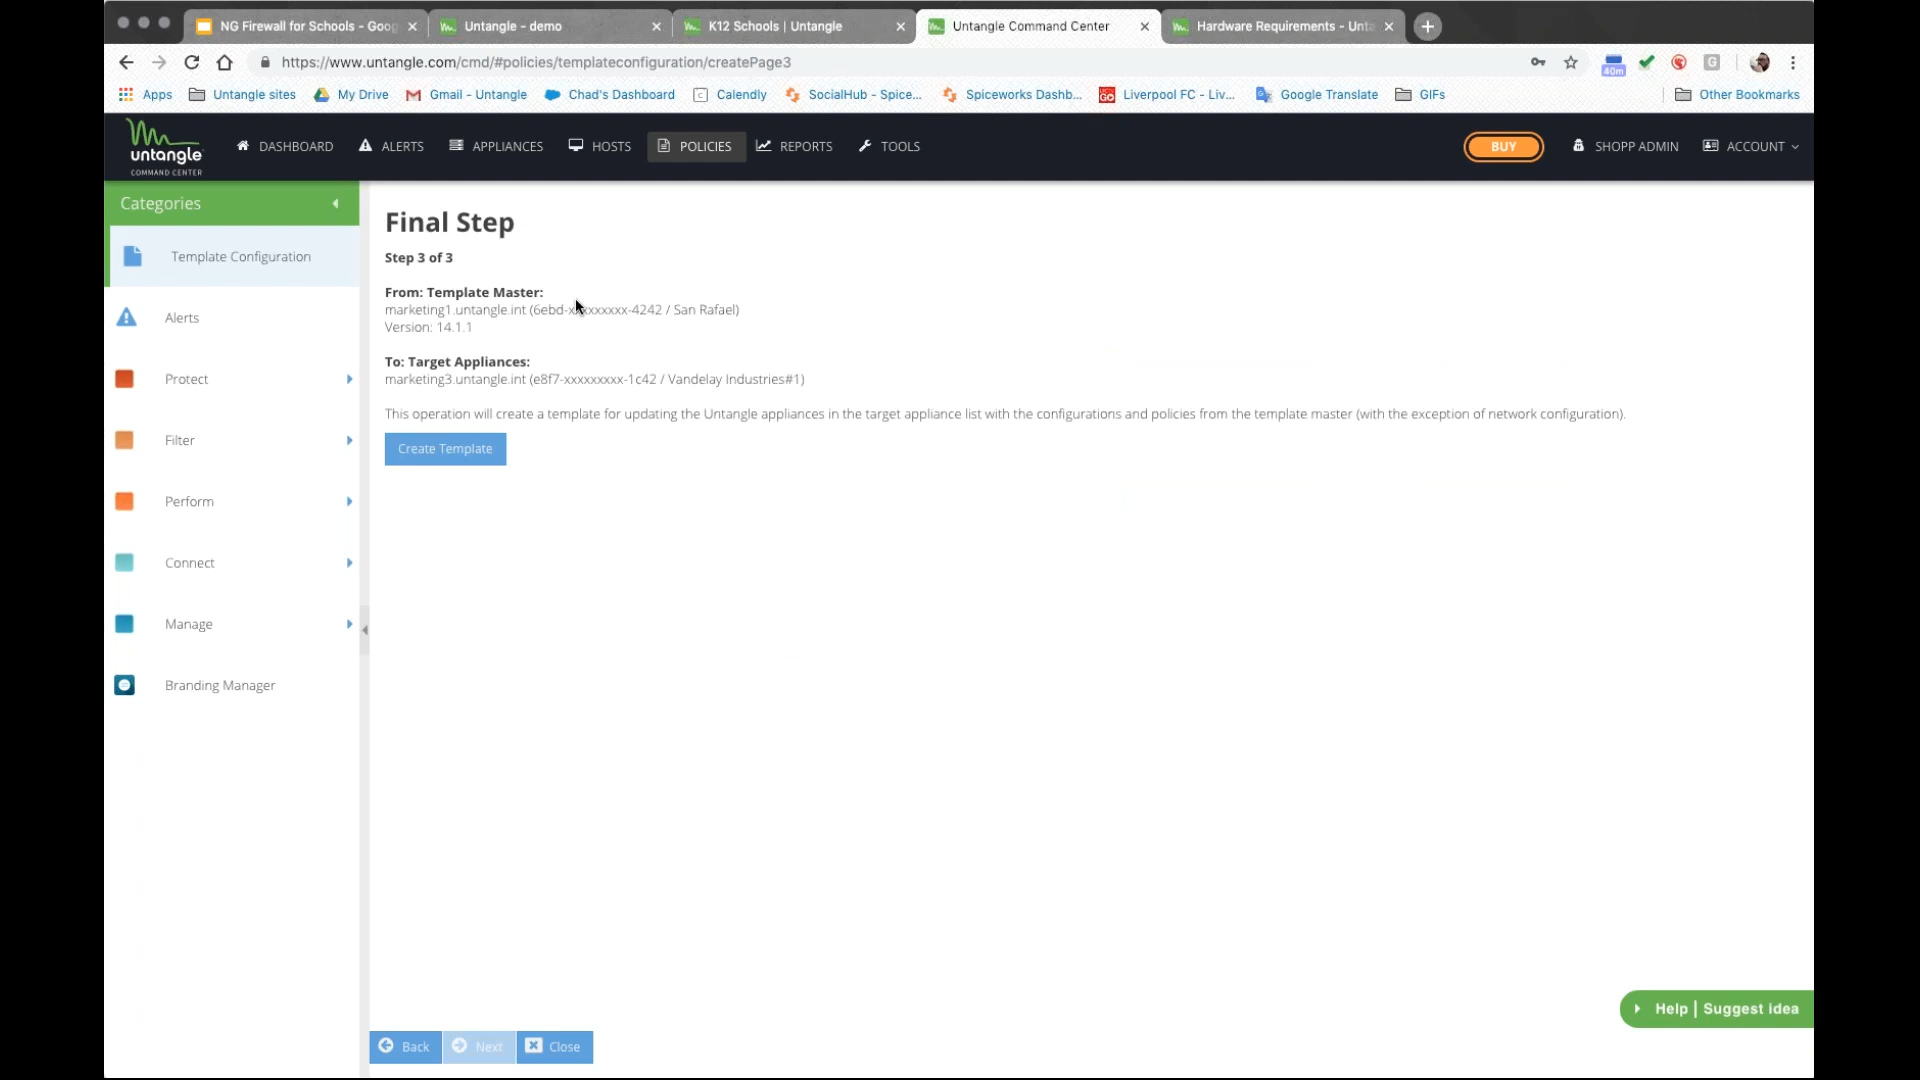 NG Firewall for Schools - Goog
Untangle - demo
K12 Schools | Untangle
Untangle Command Center
Hardware Requirements - Unta
https://www.untangle.com/cmd/#policies/templateconfiguration/createPage3
40m
G
Apps
Untangle sites
My Drive
Gmail - Untangle
Chad's Dashboard
Calendly
SocialHub - Spice...
Spiceworks Dashb...
Liverpool FC - Liv...
Google Translate
GIFs
Other Bookmarks
untangle
COMMAND CENTER
DASHBOARD
ALERTS
APPLIANCES
HOSTS
POLICIES
REPORTS
TOOLS
BUY
SHOPP ADMIN
ACCOUNT
Categories
Template Configuration
Alerts
Protect
Filter
Perform
Connect
Manage
Branding Manager
Final Step
Step 3 of 3
From: Template Master:
marketing1.untangle.int (6ebd-xxxxxxxxx-4242 / San Rafael)
Version: 14.1.1
To: Target Appliances:
marketing3.untangle.int (e8f7-xxxxxxxxx-1c42 / Vandelay Industries#1)
This operation will create a template for updating the Untangle appliances in the target appliance list with the configurations and policies from the template master (with the exception of network configuration).
Create Template
Back
Next
Close
Help | Suggest idea